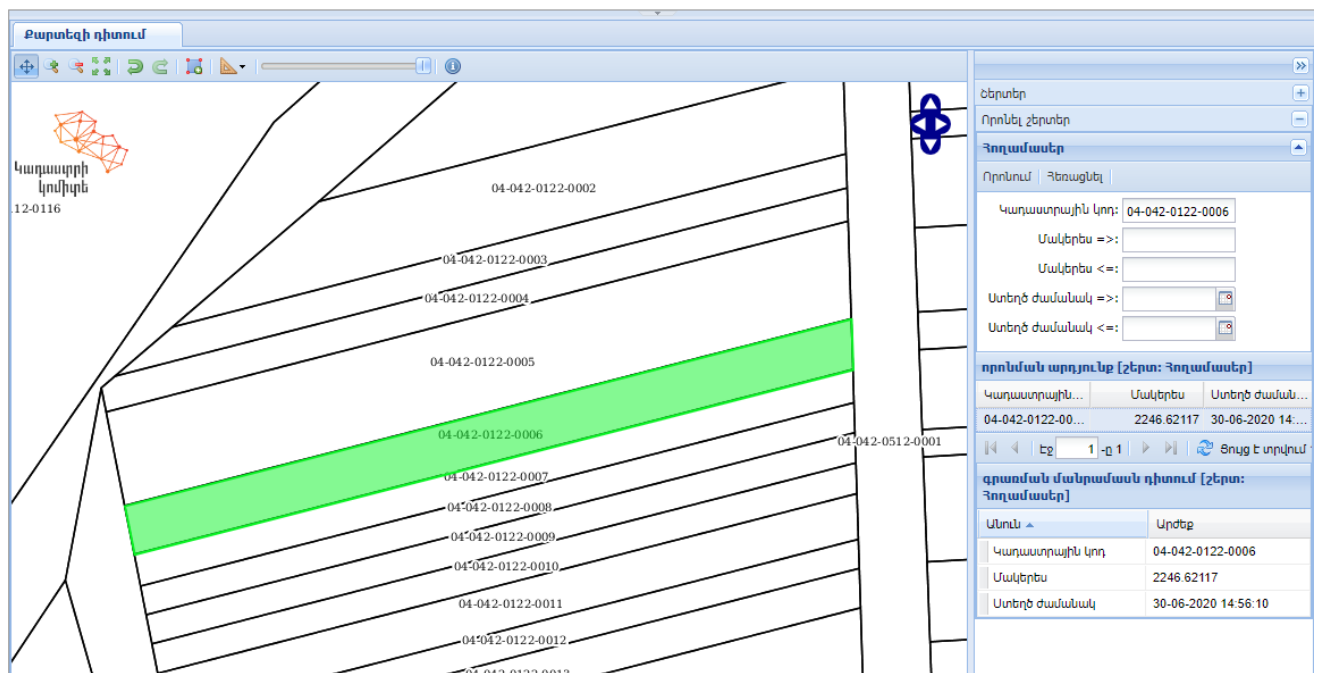 Քարտեզի դիտում
Կադաստրի
կոմիտե
12-0116
04-042-0122-0002
04-042-0122-0003
04-042-0122-0004
04-042-0122-0005
04-042-0122-0006
04-042-0512-0001
04-042-0122-0007
04-042-0122-0008
04-042-0122-0009
04-042-0122-0010
04-042-0122-0011
04-042-0122-0012
04-042-0122-0013
Շերտեր
Որոնել շերտեր
Հողամասեր
Որոնում Հեռացնել
Կադաստրային կոդ: 04-042-0122-0006
Մակերես =>:
Մակերես <=:
Ստեղծ ժամանակ =>:
Ստեղծ ժամանակ <=:
որոնման արդյունք [շերտ: Հողամասեր]
Կադաստրային... Մակերես Ստեղծ ժաման...
04-042-0122-00... 2246.62117 30-06-2020 14:...
Էջ 1 -ը 1 Ցույց է տրվում
գրառման մանրամասն դիտում [շերտ:
Հողամասեր]
Անուն Արժեք
Կադաստրային կոդ 04-042-0122-0006
Մակերես 2246.62117
Ստեղծ ժամանակ 30-06-2020 14:56:10